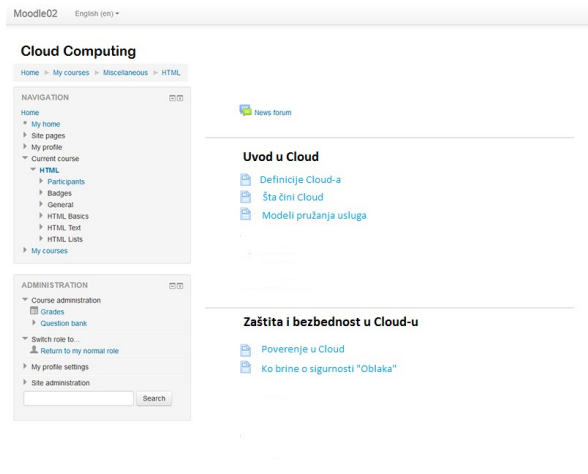 Moodle02 English (en)
Cloud Computing
Home My courses Miscellaneous HTML
NAVIGATION
Home
My home
Site pages
My profile
Current course
HTML
Participants
Badges
General
HTML Basics
HTML Text
HTML Lists
My courses
ADMINISTRATION
Course administration
Grades
Question bank
Switch role to...
Return to my normal role
My profile settings
Site administration
Search
News forum
Uvod u Cloud
Definicije Cloud-a
Šta čini Cloud
Modeli pružanja usluga
Zaštita i bezbednost u Cloud-u
Poverenje u Cloud
Ko brine o sigurnosti "Oblaka"